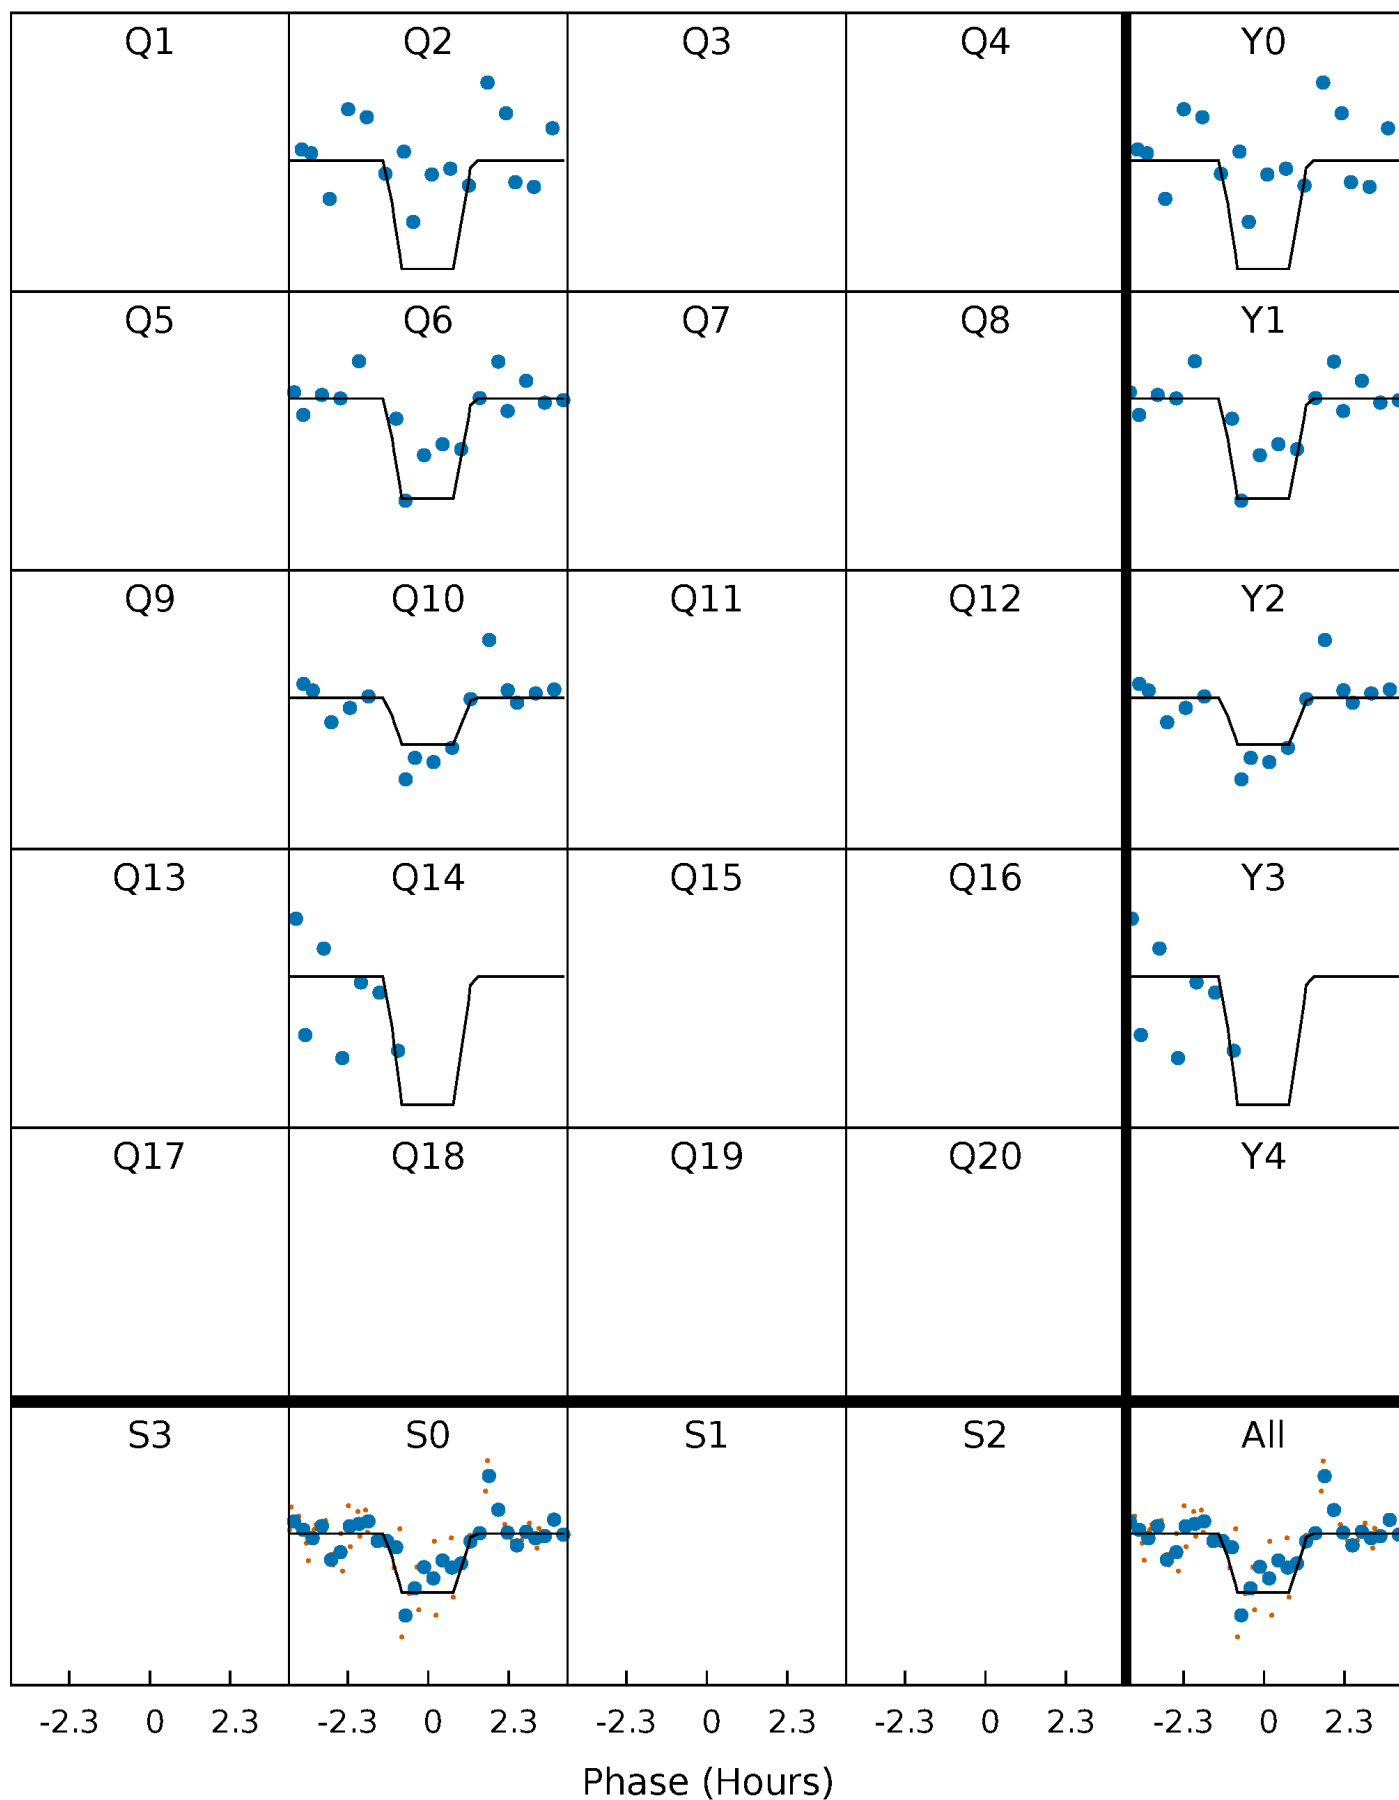 Q1 Q2 Q3 Q4 Y0
Q5 Q6 Q7 Q8 Y1
Q9 Q10 Q11 Q12 Y2
Q13 Q14 Q15 Q16 Y3
Q17 Q18 Q19 Q20 Y4
S3 S0 S1 S2 All
-2.3 0 2.3 -2.3 0 2.3 -2.3 0 2.3 -2.3 0 2.3 -2.3 0 2.3
Phase (Hours)